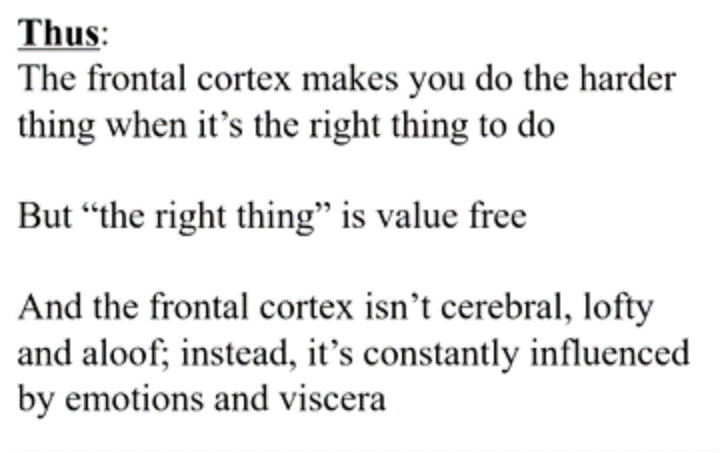 Thus:
The frontal cortex makes you do the harder
thing when it’s the right thing to do
But “the right thing” is value free
And the frontal cortex isn’t cerebral, lofty
and aloof; instead, it’s constantly influenced
by emotions and viscera